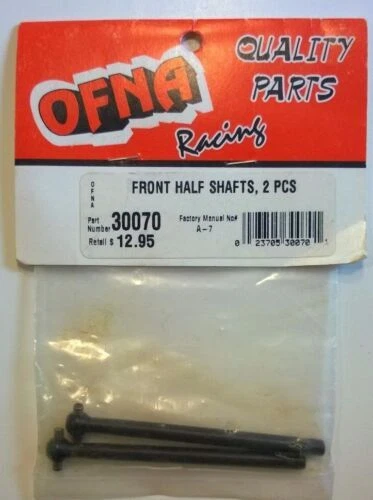 OFNA
Racing
QUALITY
PARTS
OFNA
FRONT HALF SHAFTS, 2 PCS
Part Number 30070
Retail $ 12.95
Factory Manual No#
A-7
0 23705 30070 1